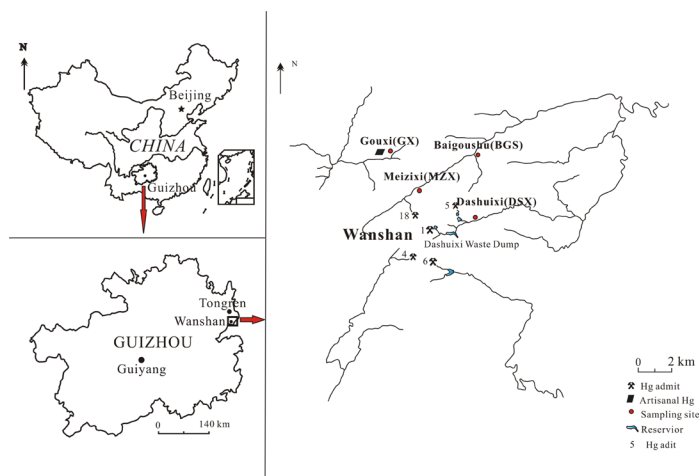 N
Beijing
CHINA
Guizhou
Tongren
Wanshan
GUIZHOU
Guiyang
0 140 km
N
Gouxi(GX)
Baigoushu(BGS)
Meizixi(MZX)
5
Dashuixi(DSX)
18
Wanshan
1
Dashuixi Waste Dump
4
6
0 2 km
Hg admit
Artisanal Hg
Sampling site
Reservior
5 Hg adit